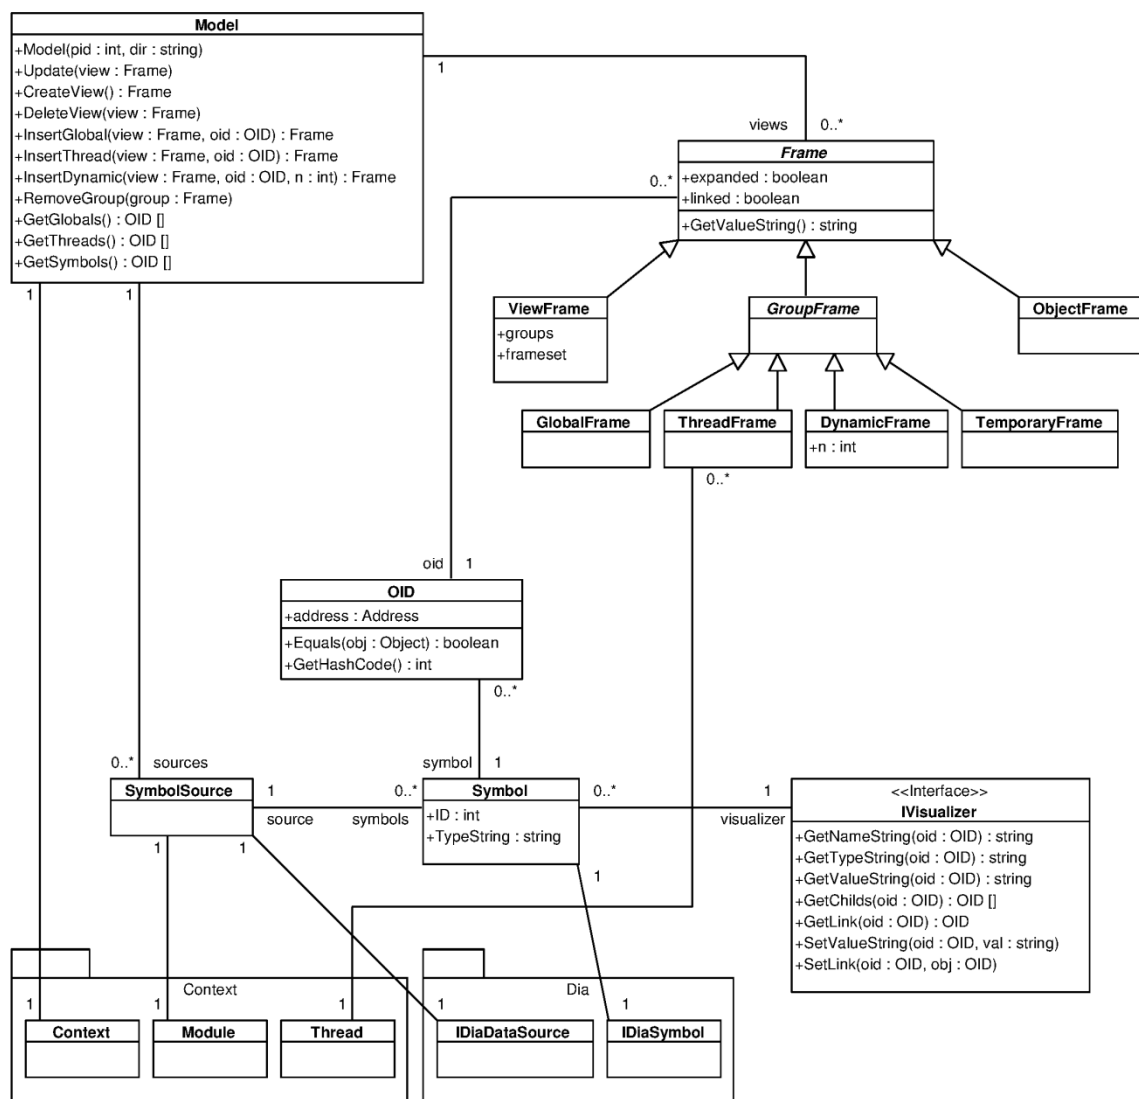 Model
+Model(pid : int, dir : string)
+Update(view : Frame)
+CreateView() : Frame
+DeleteView(view : Frame)
+InsertGlobal(view : Frame, oid : OID) : Frame
+InsertThread(view : Frame, oid : OID) : Frame
+InsertDynamic(view : Frame, oid : OID, n : int) : Frame
+RemoveGroup(group : Frame)
+GetGlobals() : OID []
+GetThreads() : OID []
+GetSymbols() : OID []
1
views 0..*
Frame
+expanded : boolean
+linked : boolean
+GetValueString() : string
0..*
1 1
ViewFrame
+groups
+frameset
GroupFrame
ObjectFrame
GlobalFrame
ThreadFrame
DynamicFrame
+n : int
TemporaryFrame
0..*
oid 1
OID
+address : Address
+Equals(obj : Object) : boolean
+GetHashCode() : int
0..*
0..* sources
symbol 1
SymbolSource
1 0..*
source symbols
Symbol
+ID : int
+TypeString : string
0..* 1
visualizer
<<Interface>>
IVisualizer
+GetNameString(oid : OID) : string
+GetTypeString(oid : OID) : string
+GetValueString(oid : OID) : string
+GetChilds(oid : OID) : OID []
+GetLink(oid : OID) : OID
+SetValueString(oid : OID, val : string)
+SetLink(oid : OID, obj : OID)
1 1
1
Context
Dia
1 1 1 1 1
Context
Module
Thread
IDiaDataSource
IDiaSymbol